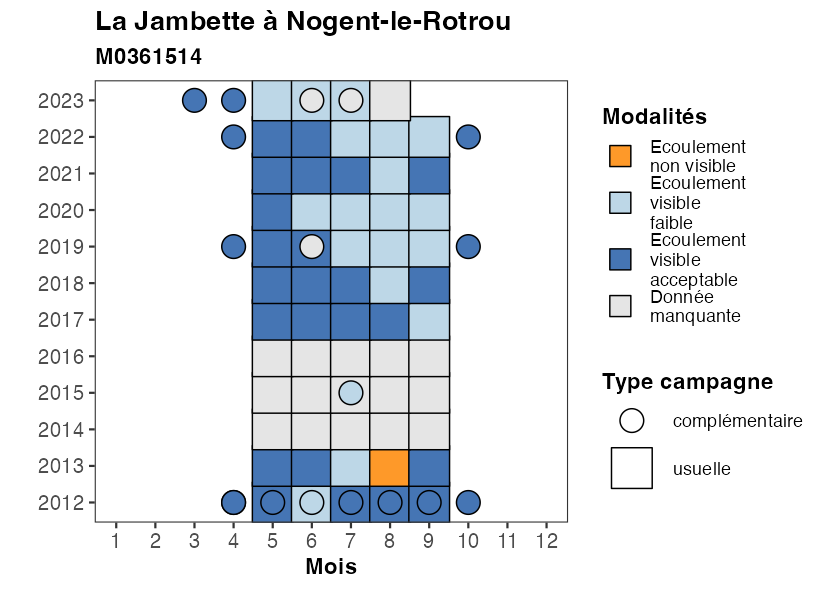 La Jambette à Nogent-le-Rotrou
M0361514
2023
2022
2021
2020
2019
2018
2017
2016
2015
2014
2013
2012
1 2 3 4 5 6 7 8 9 10 11 12
Mois
Modalités
Ecoulement
non visible
Ecoulement
visible
faible
Ecoulement
visible
acceptable
Donnée
manquante
Type campagne
complémentaire
usuelle